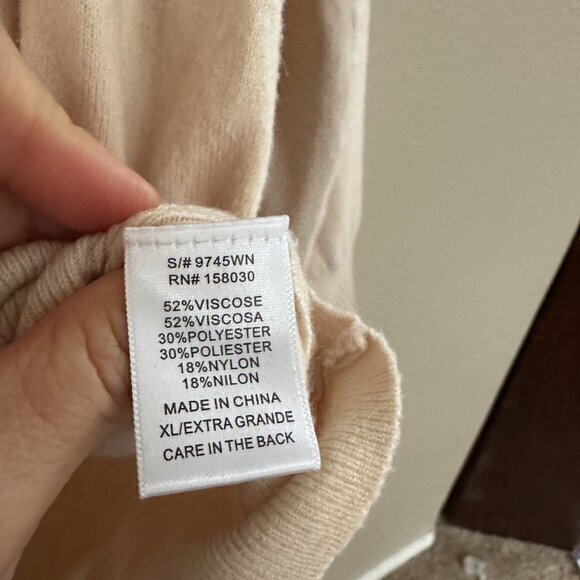 S/# 9745WN
RN# 158030
52%VISCOSE
52%VISCOSA
30%POLYESTER
30%POLIESTER
18%NYLON
18%NILON
MADE IN CHINA
XL/EXTRA GRANDE
CARE IN THE BACK